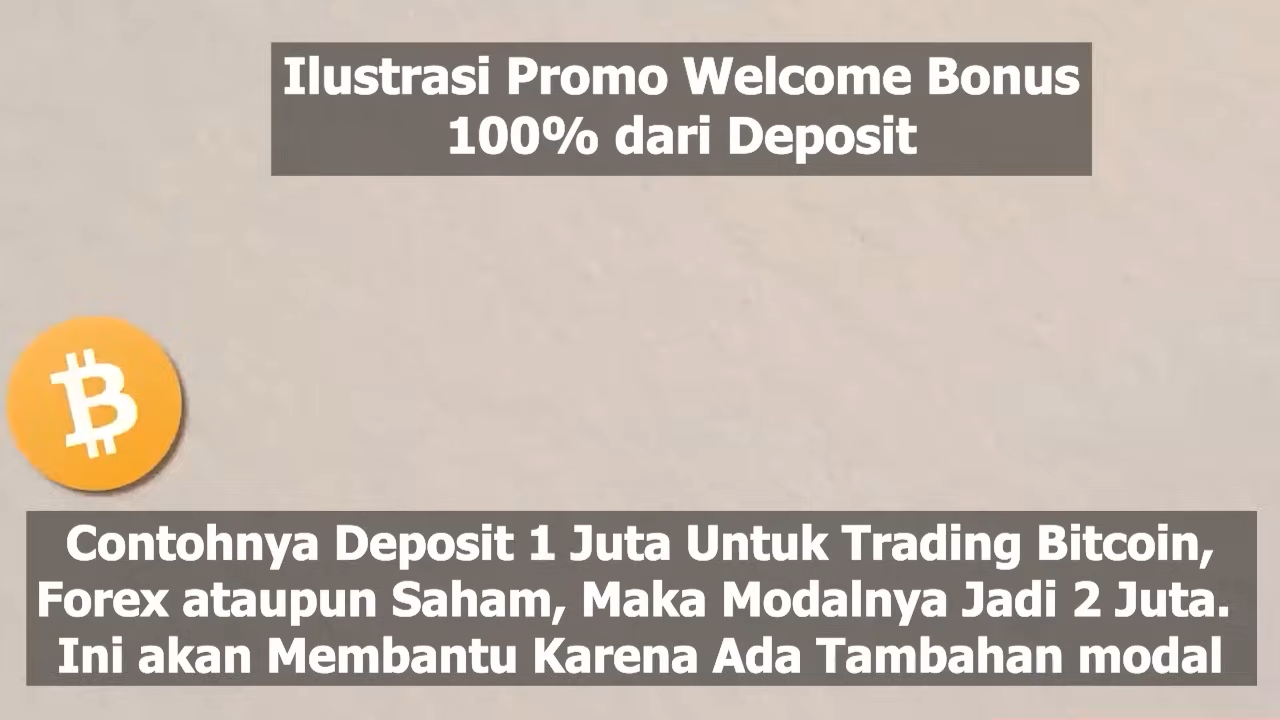 Ilustrasi Promo Welcome Bonus
100% dari Deposit
Contohnya Deposit 1 Juta Untuk Trading Bitcoin,
Forex ataupun Saham, Maka Modalnya Jadi 2 Juta.
Ini akan Membantu Karena Ada Tambahan modal